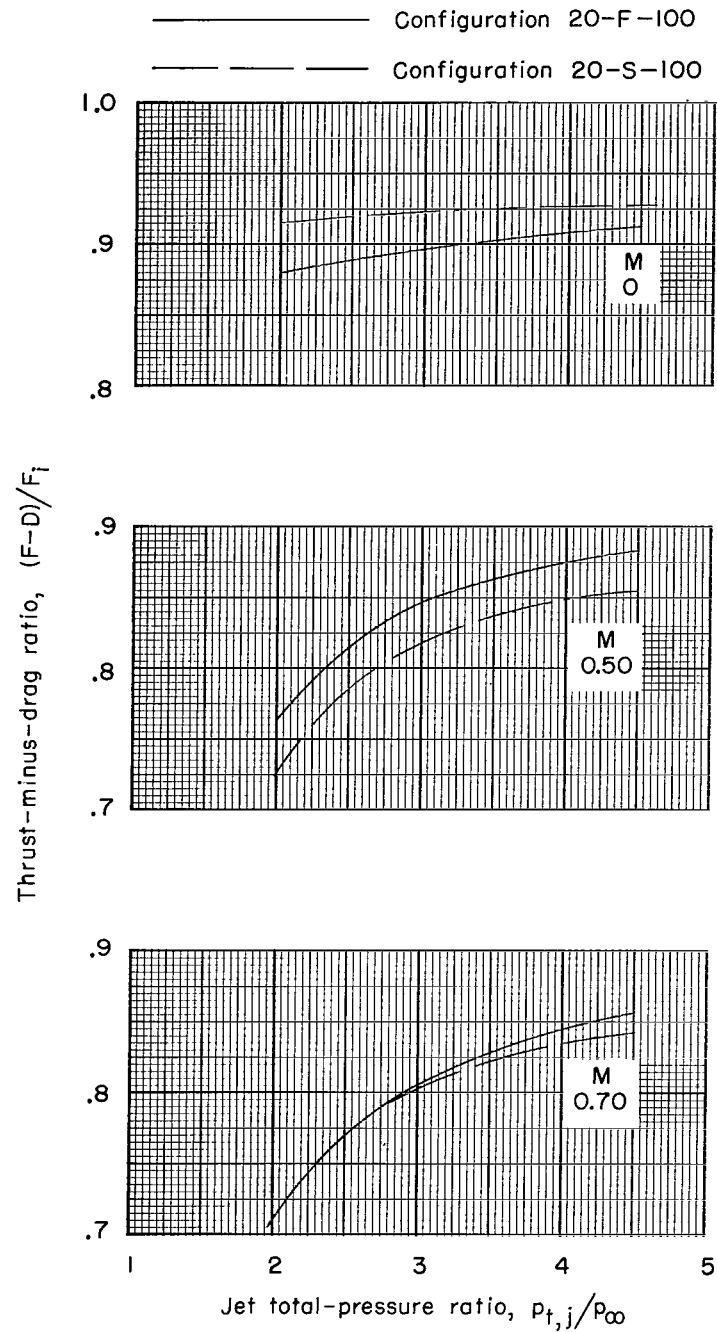 Configuration 20-F-100
Configuration 20-S-100
1.0
.9
.8
M
0
Thrust-minus-drag ratio, (F-D)/Fᵢ
.9
.8
.7
M
0.50
.9
.8
.7
M
0.70
1 2 3 4 5
Jet total-pressure ratio, pₜ,ⱼ/p∞